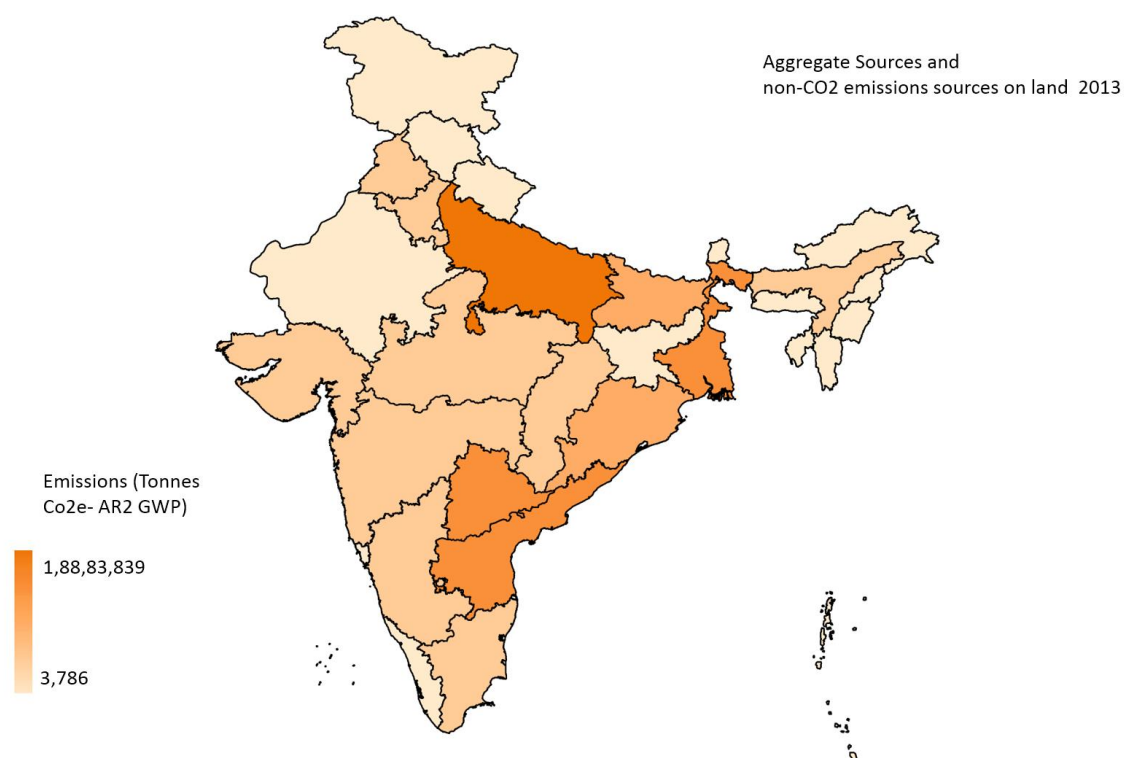 Aggregate Sources and
non-CO2 emissions sources on land 2013
Emissions (Tonnes
Co2e- AR2 GWP)
1,88,83,839
3,786